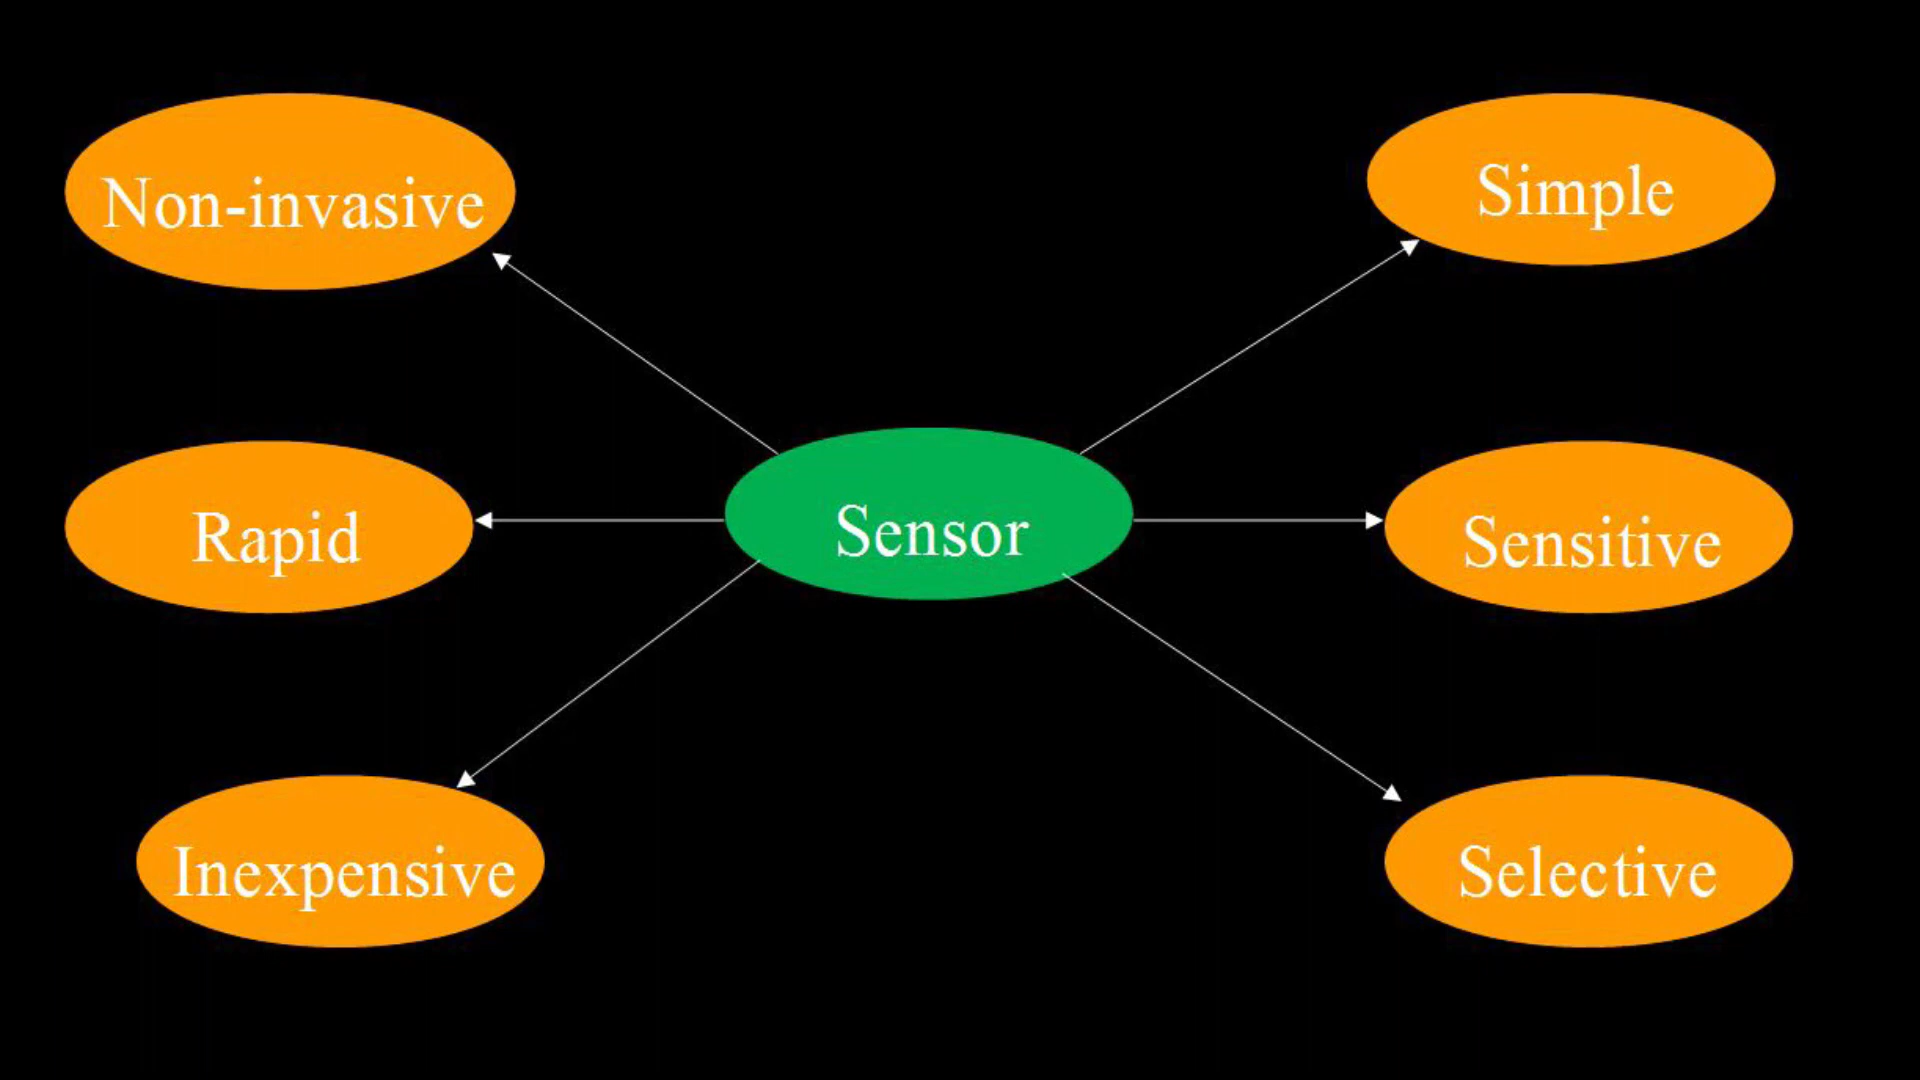 Non-invasive
Simple
Rapid
Sensor
Sensitive
Inexpensive
Selective